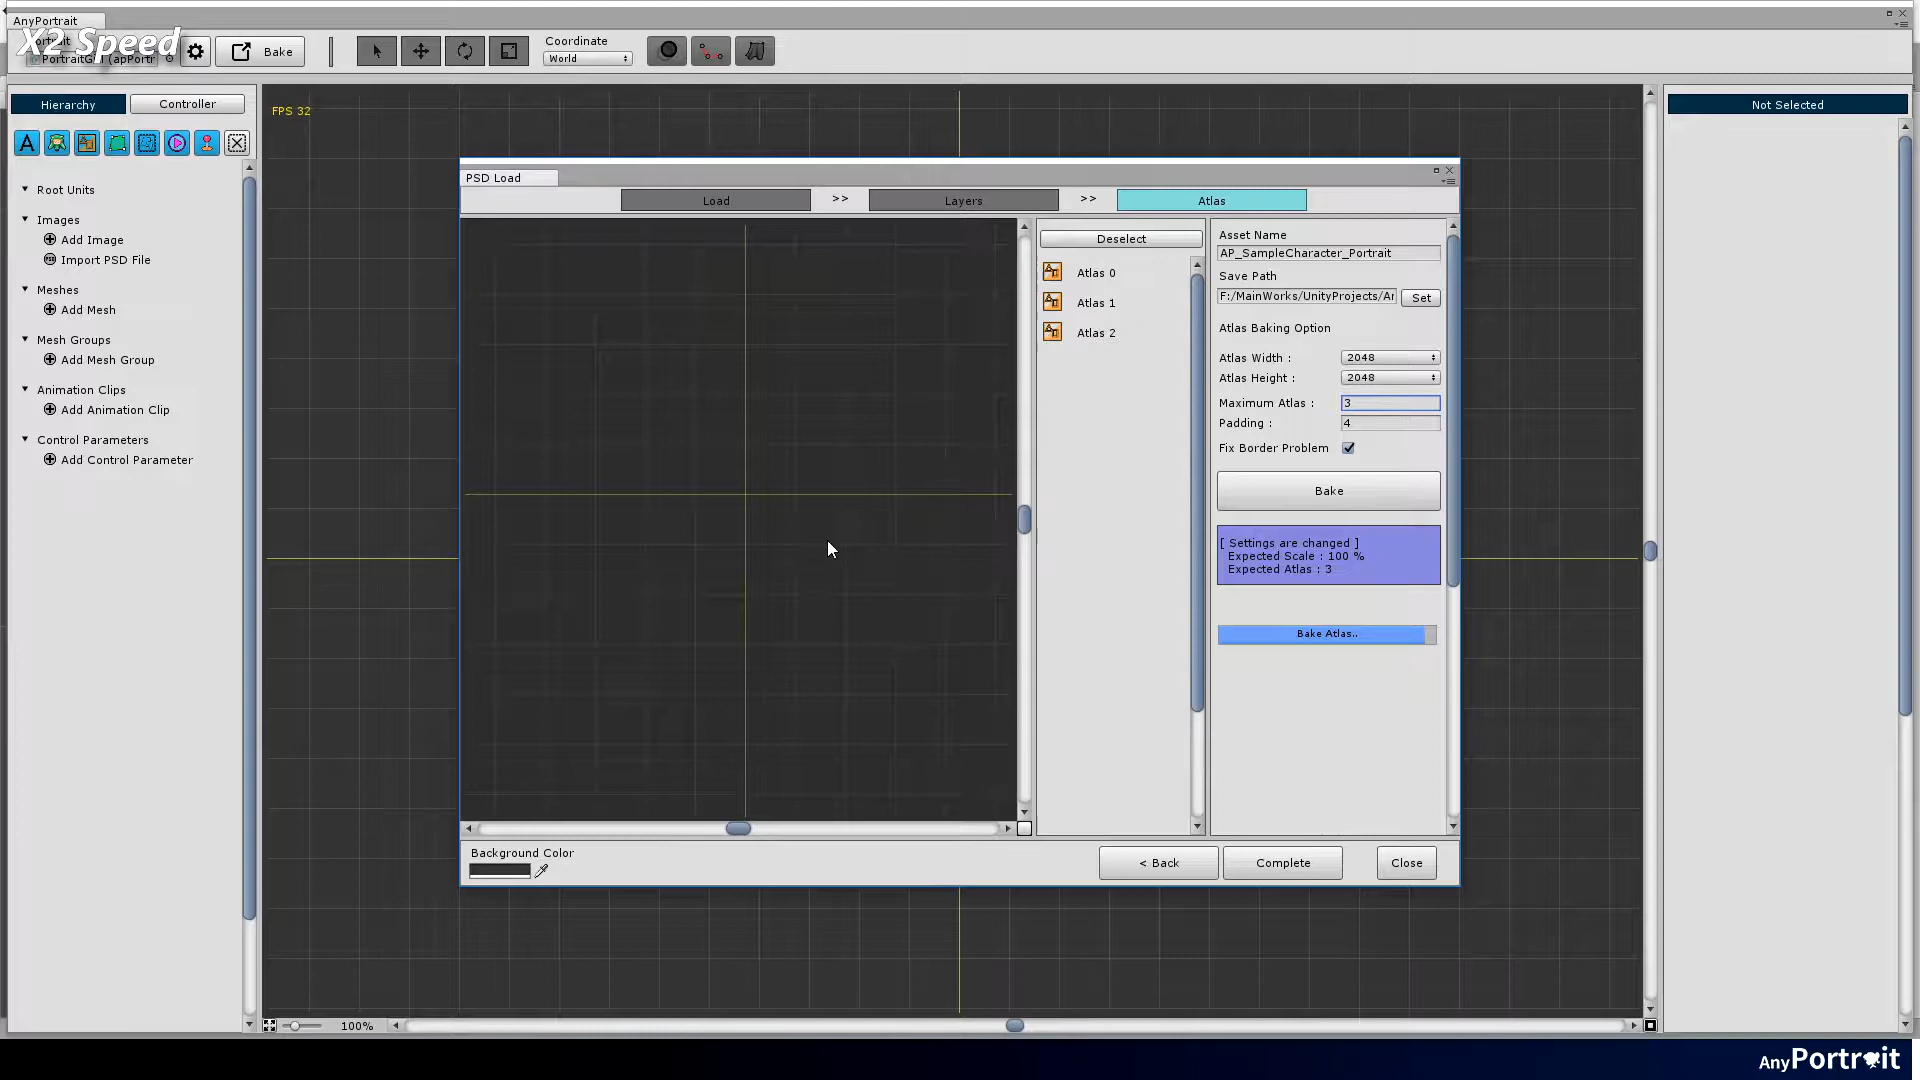 AnyPortrait
X2 Speed
Bake
Coordinate
World
Hierarchy
Controller
FPS 32
Not Selected
Root Units
Images
Add Image
Import PSD File
Meshes
Add Mesh
Mesh Groups
Add Mesh Group
Animation Clips
Add Animation Clip
Control Parameters
Add Control Parameter
PSD Load
Load
>>
Layers
>>
Atlas
Deselect
Atlas 0
Atlas 1
Atlas 2
Asset Name
AP_SampleCharacter_Portrait
Save Path
F:/MainWorks/UnityProjects/Ar
Set
Atlas Baking Option
Atlas Width :
2048
Atlas Height :
2048
Maximum Atlas :
3
Padding :
4
Fix Border Problem
Bake
[ Settings are changed ]
Expected Scale : 100 %
Expected Atlas : 3
Bake Atlas..
Background Color
< Back
Complete
Close
100%
AnyPortrait